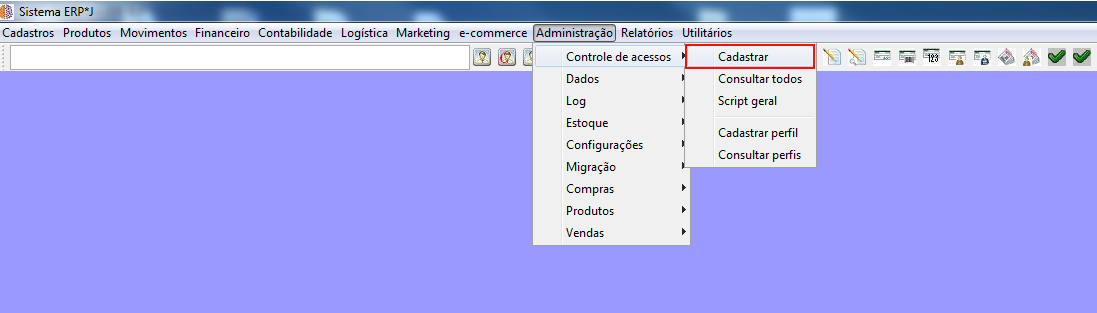 Sistema ERP*J
Cadastros Produtos Movimentos Financeiro Contabilidade Logística Marketing e-commerce Administração Relatórios Utilitários
Controle de acessos
Dados
Log
Estoque
Configurações
Migração
Compras
Produtos
Vendas
Cadastrar
Consultar todos
Script geral
Cadastrar perfil
Consultar perfis
123